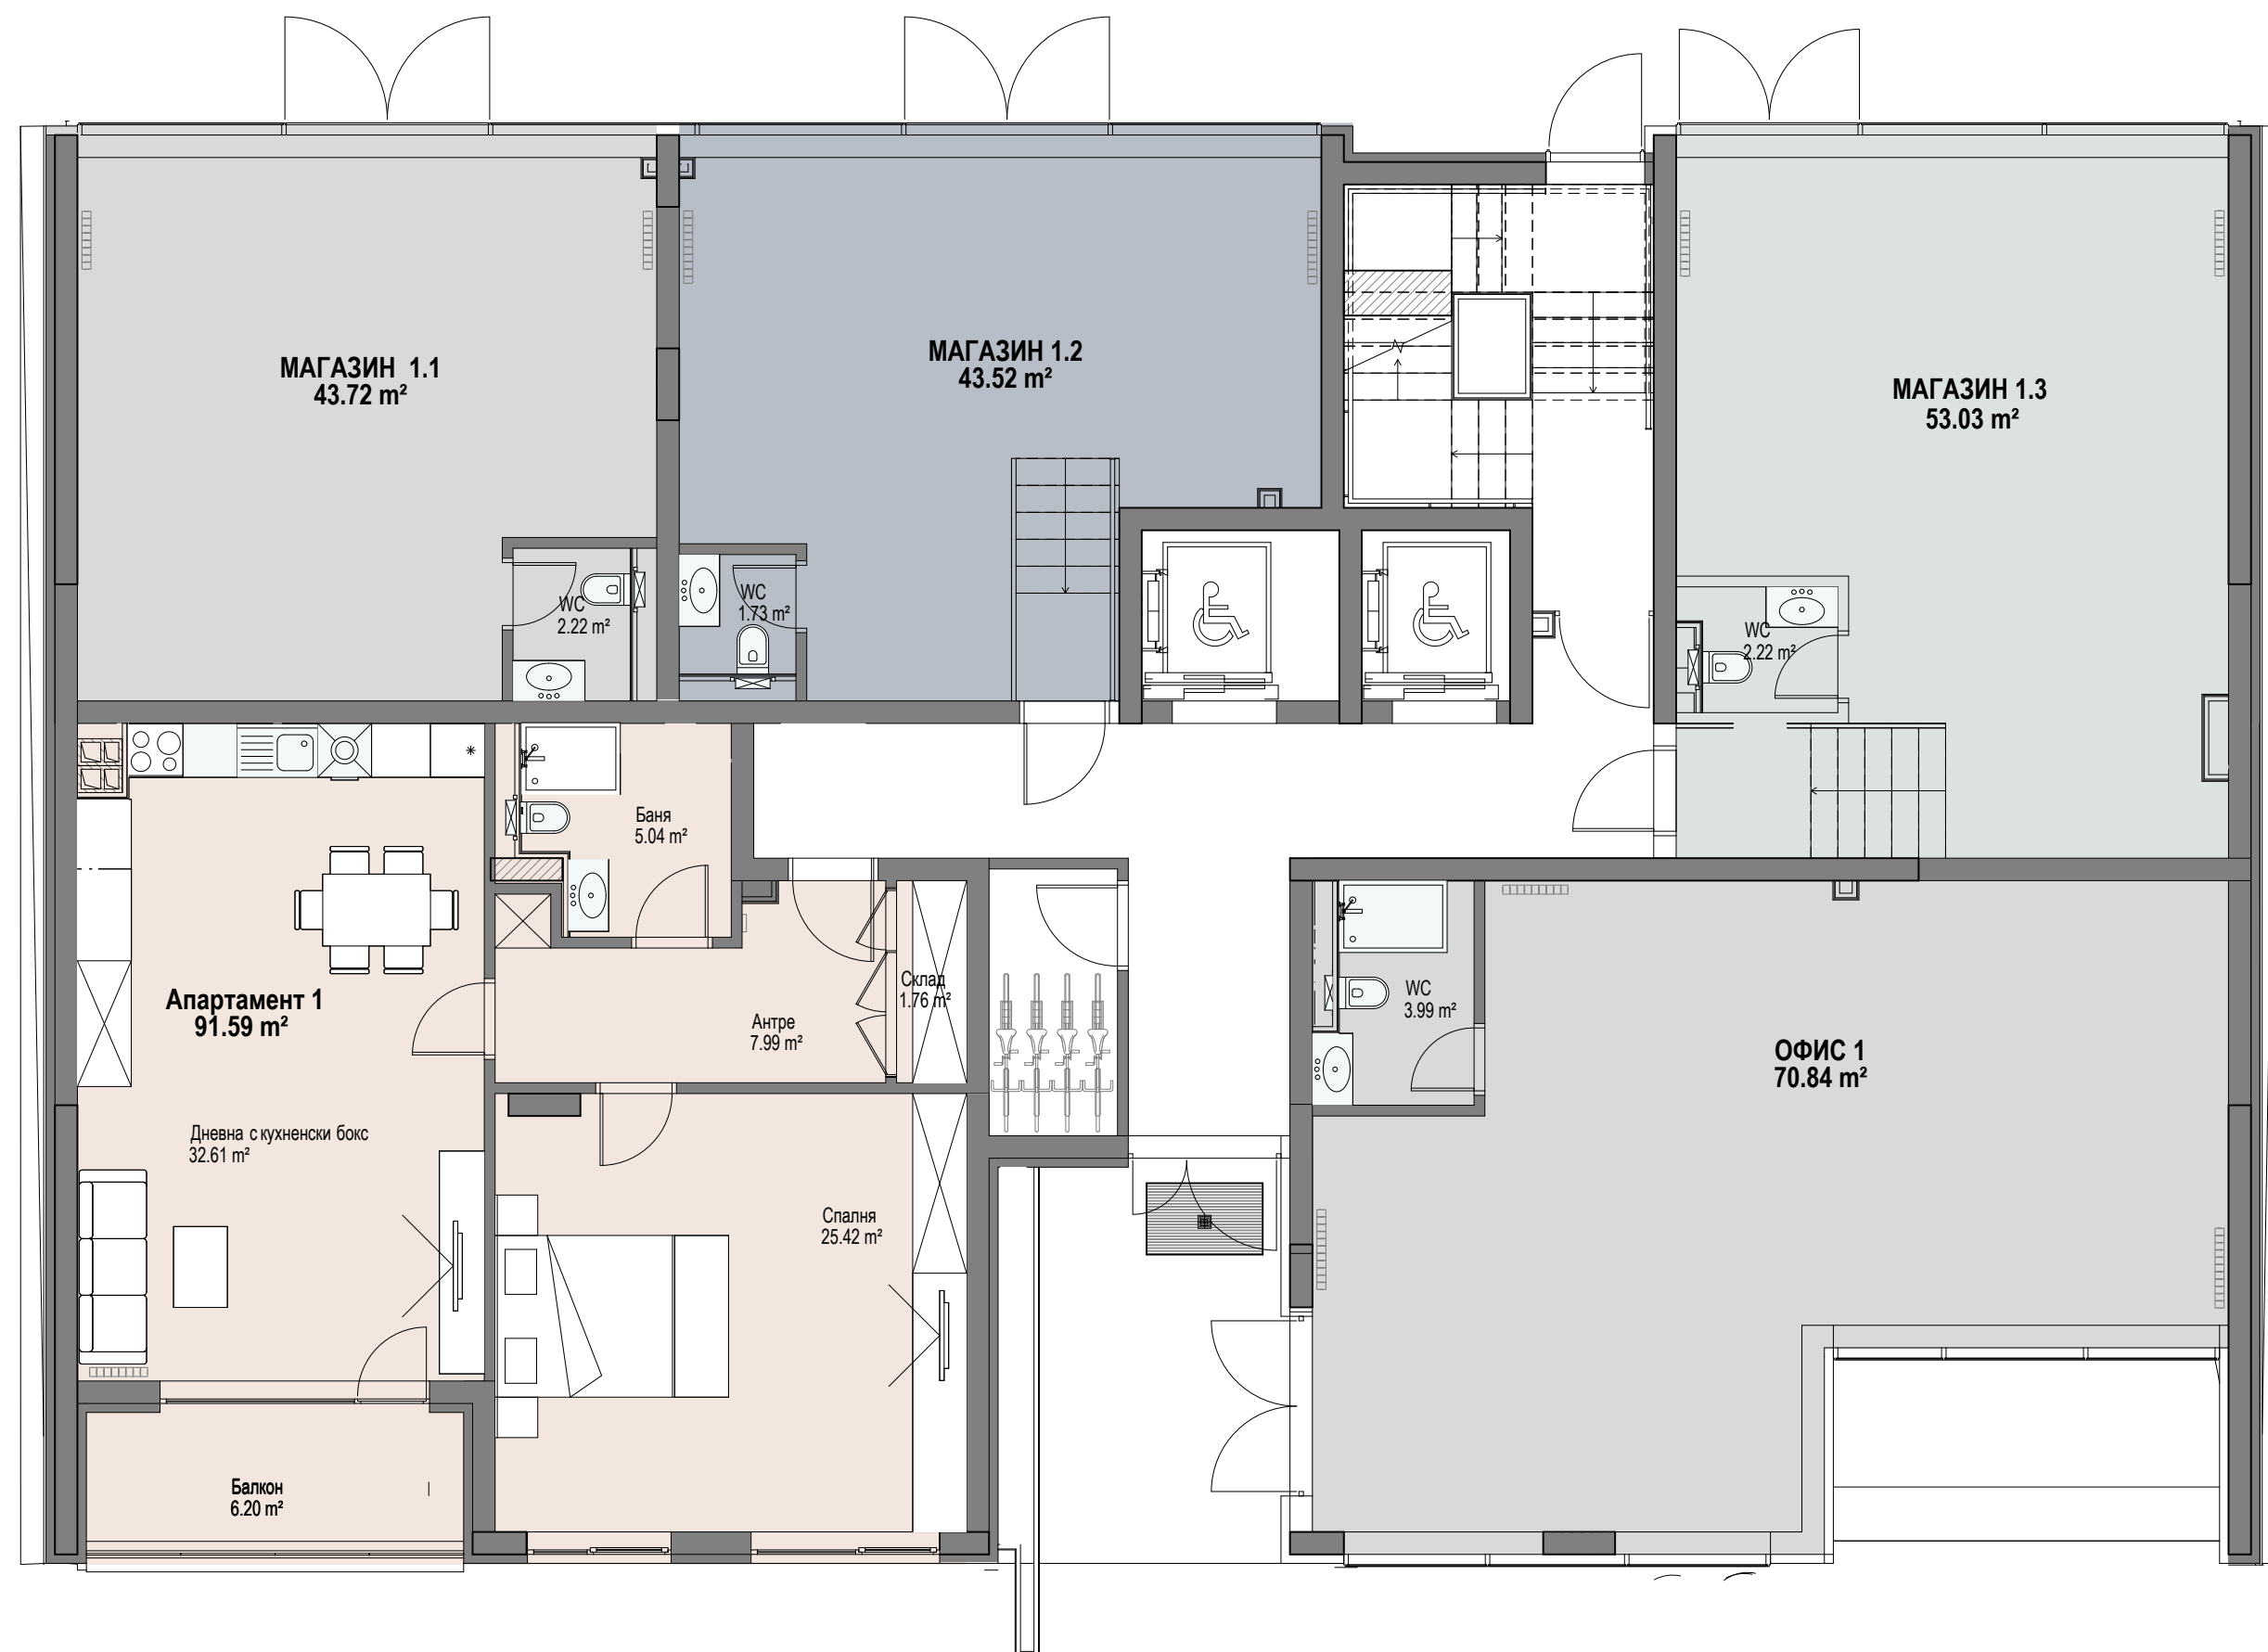 МАГАЗИН 1.1
43.72 m²
МАГАЗИН 1.2
43.52 m²
МАГАЗИН 1.3
53.03 m²
WC
2.22 m²
WC
1.73 m²
WC
2.22 m²
Баня
5.04 m²
Склад
1.76 m²
Апартамент 1
91.59 m²
Антре
7.99 m²
WC
3.99 m²
ОФИС 1
70.84 m²
Дневна с кухненски бокс
32.61 m²
Спалня
25.42 m²
Балкон
6.20 m²